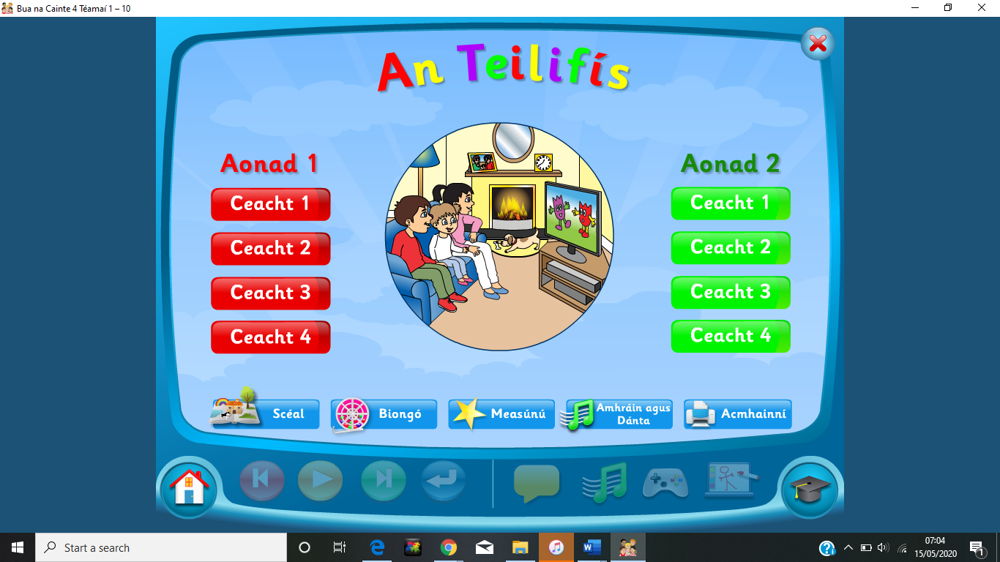 Bua na Cainte 4 Téamaí 1 – 10
An Teilifís
Aonad 1
Ceacht 1
Ceacht 2
Ceacht 3
Ceacht 4
Aonad 2
Ceacht 1
Ceacht 2
Ceacht 3
Ceacht 4
Scéal
Biongó
Measúnú
Amhráin agus
Dánta
Acmhainní
Start a search
07:04
15/05/2020
1